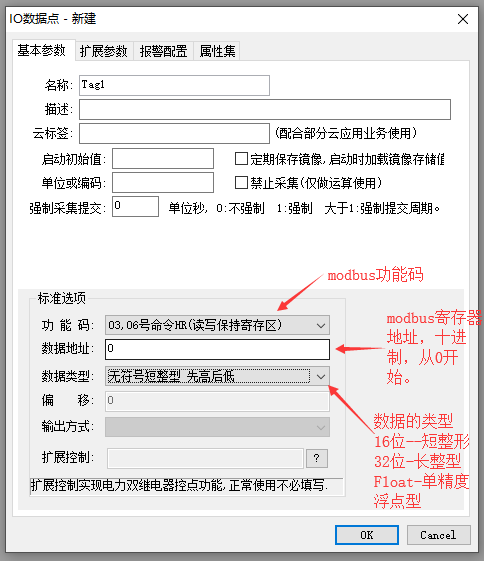 IO数据点 - 新建
基本参数 扩展参数 报警配置 属性集
名称: Tag1
描述:
云标签: (配合部分云应用业务使用)
启动初始值: 定期保存镜像,启动时加载镜像存储值
单位或编码: 禁止采集(仅做运算使用)
强制采集提交: 0 单位秒, 0:不强制 1:强制 大于1:强制提交周期。
标准选项
modbus功能码
功 能 码: 03,06号命令HR(读写保持寄存区)
数据地址: 0
modbus寄存器
地址，十进
制，从0开
始。
数据类型: 无符号短整型 先高后低
偏 移: 0
输出方式:
扩展控制: ?
扩展控制实现电力双继电器控点功能,正常使用不必填写.
数据的类型
16位--短整形
32位-长整型
Float-单精度
浮点型
OK Cancel